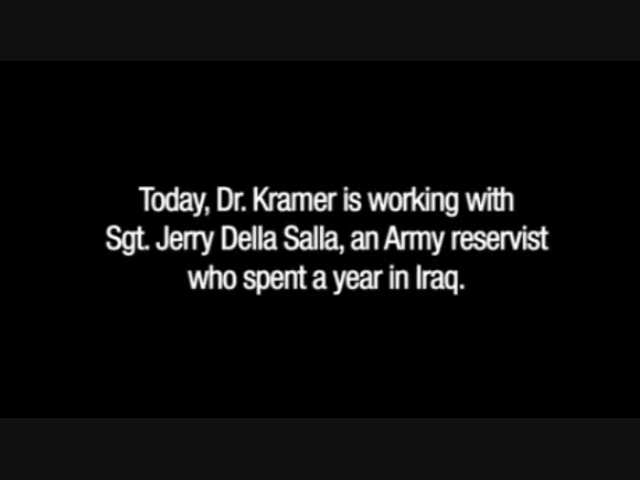 Today, Dr. Kramer is working with
Sgt. Jerry Della Salla, an Army reservist
who spent a year in Iraq.